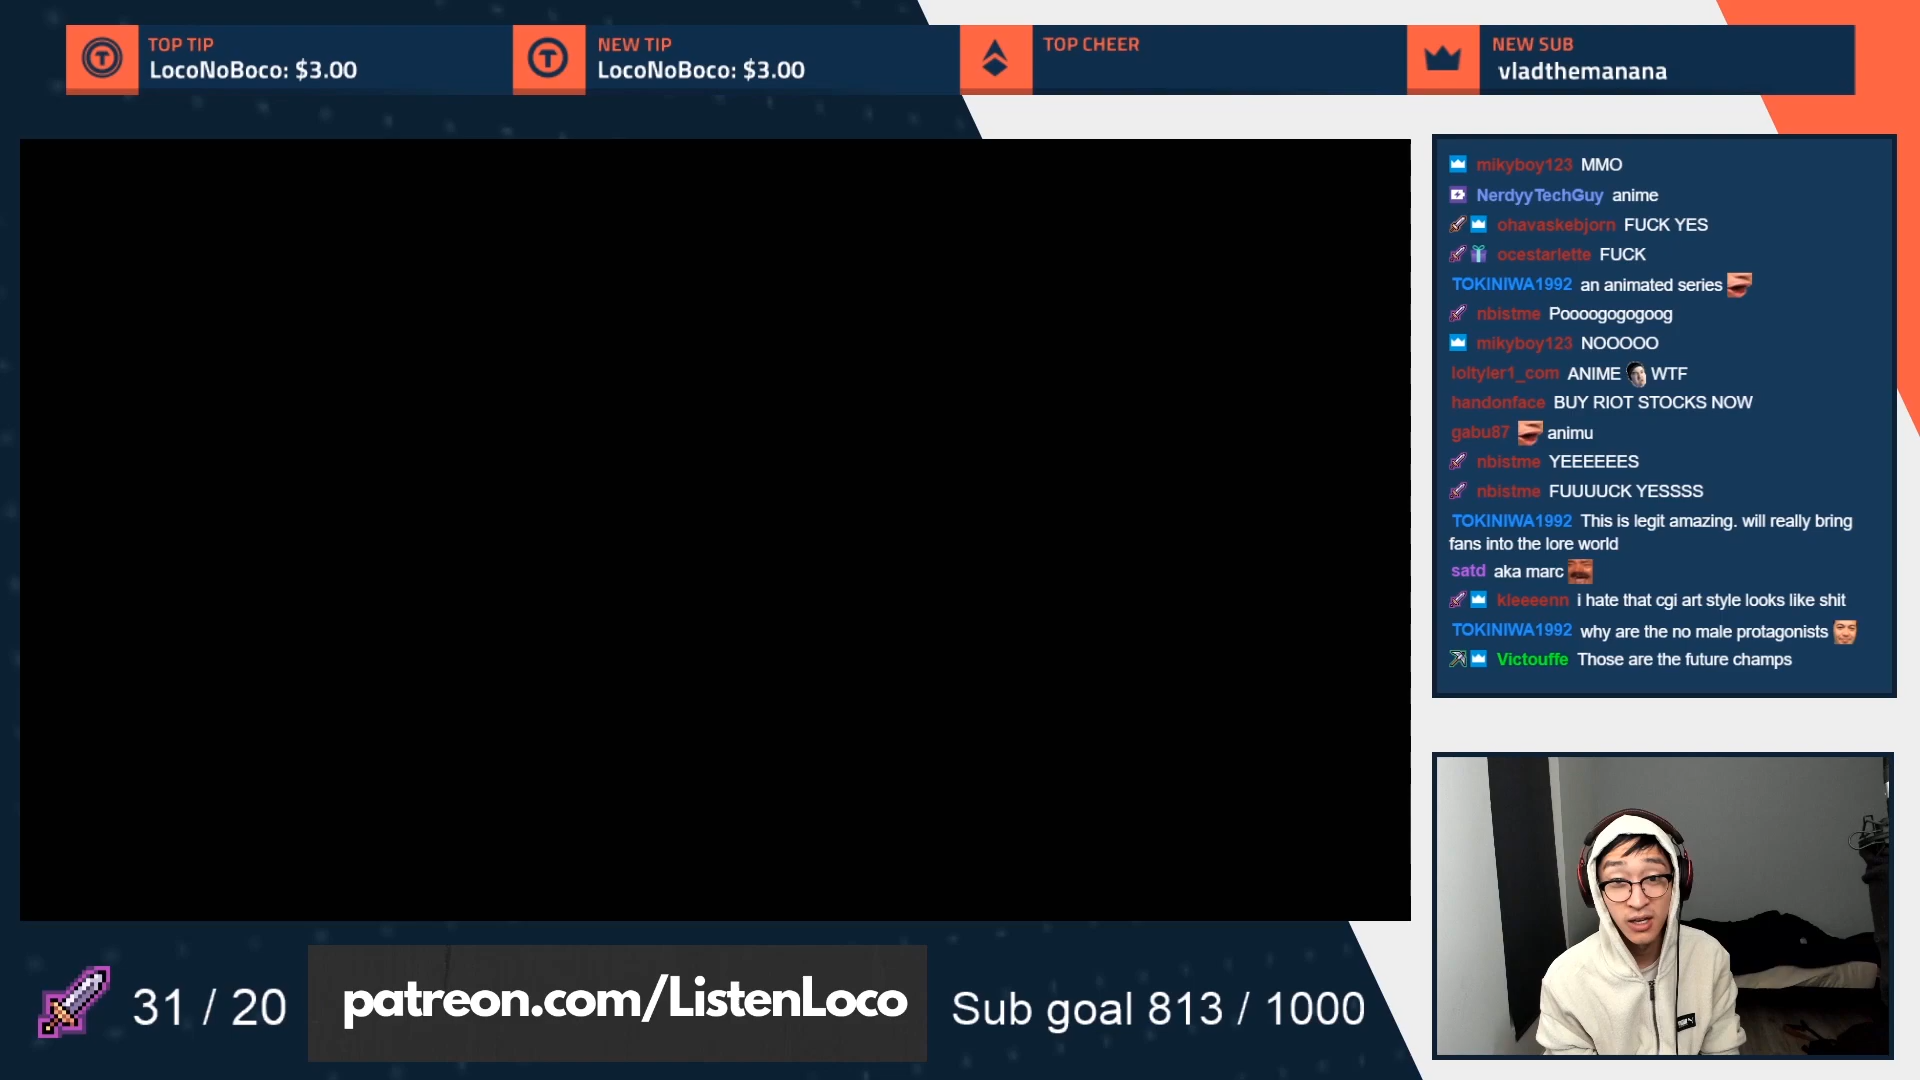 TOP TIP
LocoNoBoco: $3.00
NEW TIP
LocoNoBoco: $3.00
TOP CHEER
NEW SUB
vladthemanana
mikyboy123 MMO
NerdyyTechGuy anime
ohavaskebjorn FUCK YES
ocestarlette FUCK
TOKINIWA1992 an animated series
nbistme Poooogogogoog
mikyboy123 NOOOOO
loltyler1_com ANIME WTF
handonface BUY RIOT STOCKS NOW
gabu87 animu
nbistme YEEEEEES
nbistme FUUUUCK YESSSS
TOKINIWA1992 This is legit amazing. will really bring
fans into the lore world
satd aka marc
kleeeenn i hate that cgi art style looks like shit
TOKINIWA1992 why are the no male protagonists
Victouffe Those are the future champs
31 / 20
patreon.com/ListenLoco
Sub goal 813 / 1000